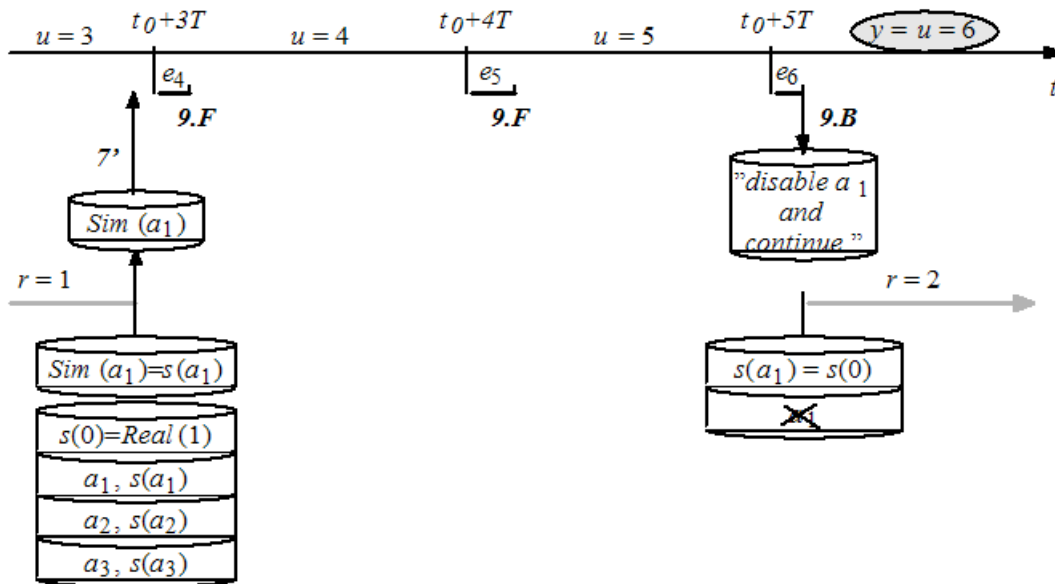 t0+3T t0+4T t0+5T
u = 3 u = 4 u = 5 y = u = 6
t
e4 e5 e6
9.F 9.F 9.B
7’
Sim (a1)
”disable a 1
and
continue ”
r = 1 r = 2
Sim (a1)=s(a1)
s(a1) = s(0)
s(0)=Real (1)
a1
a1, s(a1)
a2, s(a2)
a3, s(a3)